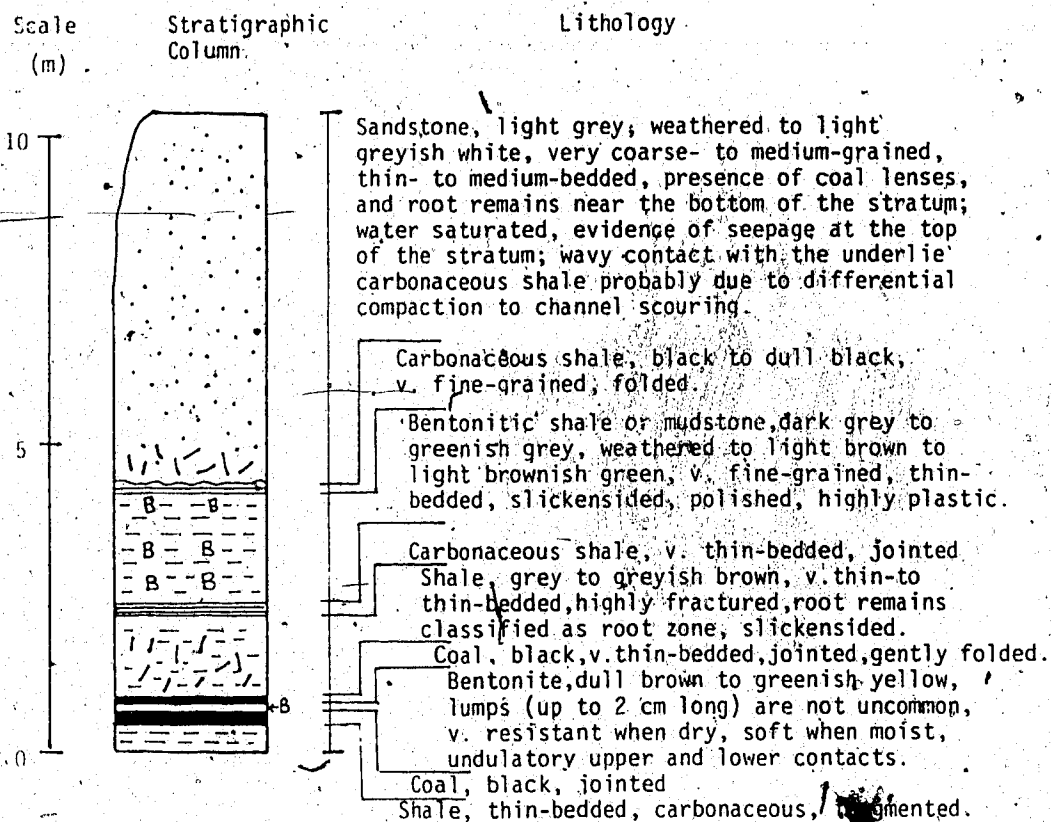 Scale Stratigraphic Lithology
(m) Column
10
5
0
Sandstone, light grey; weathered to light
greyish white, very coarse- to medium-grained,
thin- to medium-bedded, presence of coal lenses,
and root remains near the bottom of the stratum;
water saturated, evidence of seepage at the top
of the stratum; wavy contact with the underlie
carbonaceous shale probably due to differential
compaction to channel scouring.
Carbonaceous shale, black to dull black,
v. fine-grained, folded.
Bentonitic shale or mudstone,dark grey to
greenish grey, weathered to light brown to
light brownish green, v. fine-grained, thin-
bedded, slickensided, polished, highly plastic.
B B
B B
B B
Carbonaceous shale, v. thin-bedded, jointed
Shale, grey to greyish brown, v.thin-to
thin-bedded,highly fractured,root remains
classified as root zone, slickensided.
Coal, black,v.thin-bedded,jointed,gently folded.
B
Bentonite,dull brown to greenish yellow,
lumps (up to 2 cm long) are not uncommon,
v. resistant when dry, soft when moist,
undulatory upper and lower contacts.
Coal, black, jointed
Shale, thin-bedded, carbonaceous,